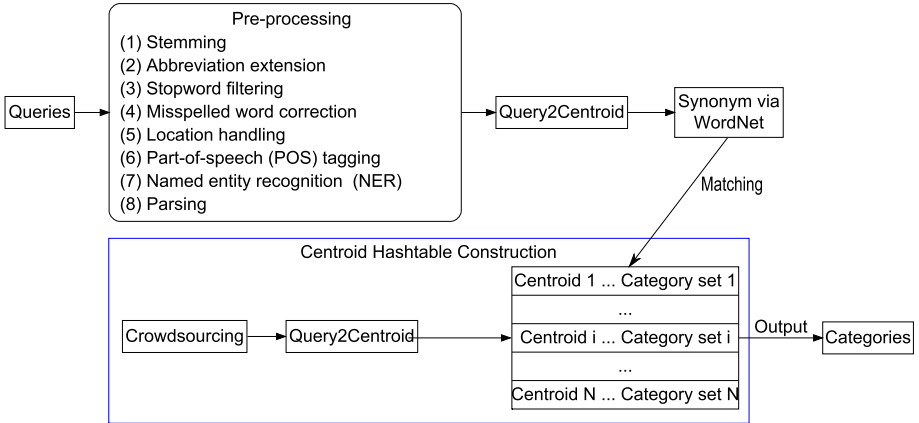 Queries
Pre-processing
(1) Stemming
(2) Abbreviation extension
(3) Stopword filtering
(4) Misspelled word correction
(5) Location handling
(6) Part-of-speech (POS) tagging
(7) Named entity recognition (NER)
(8) Parsing
Query2Centroid
Synonym via
WordNet
Matching
Centroid Hashtable Construction
Crowdsourcing
Query2Centroid
Centroid 1 ... Category set 1
...
Centroid i ... Category set i
...
Centroid N ... Category set N
Output
Categories